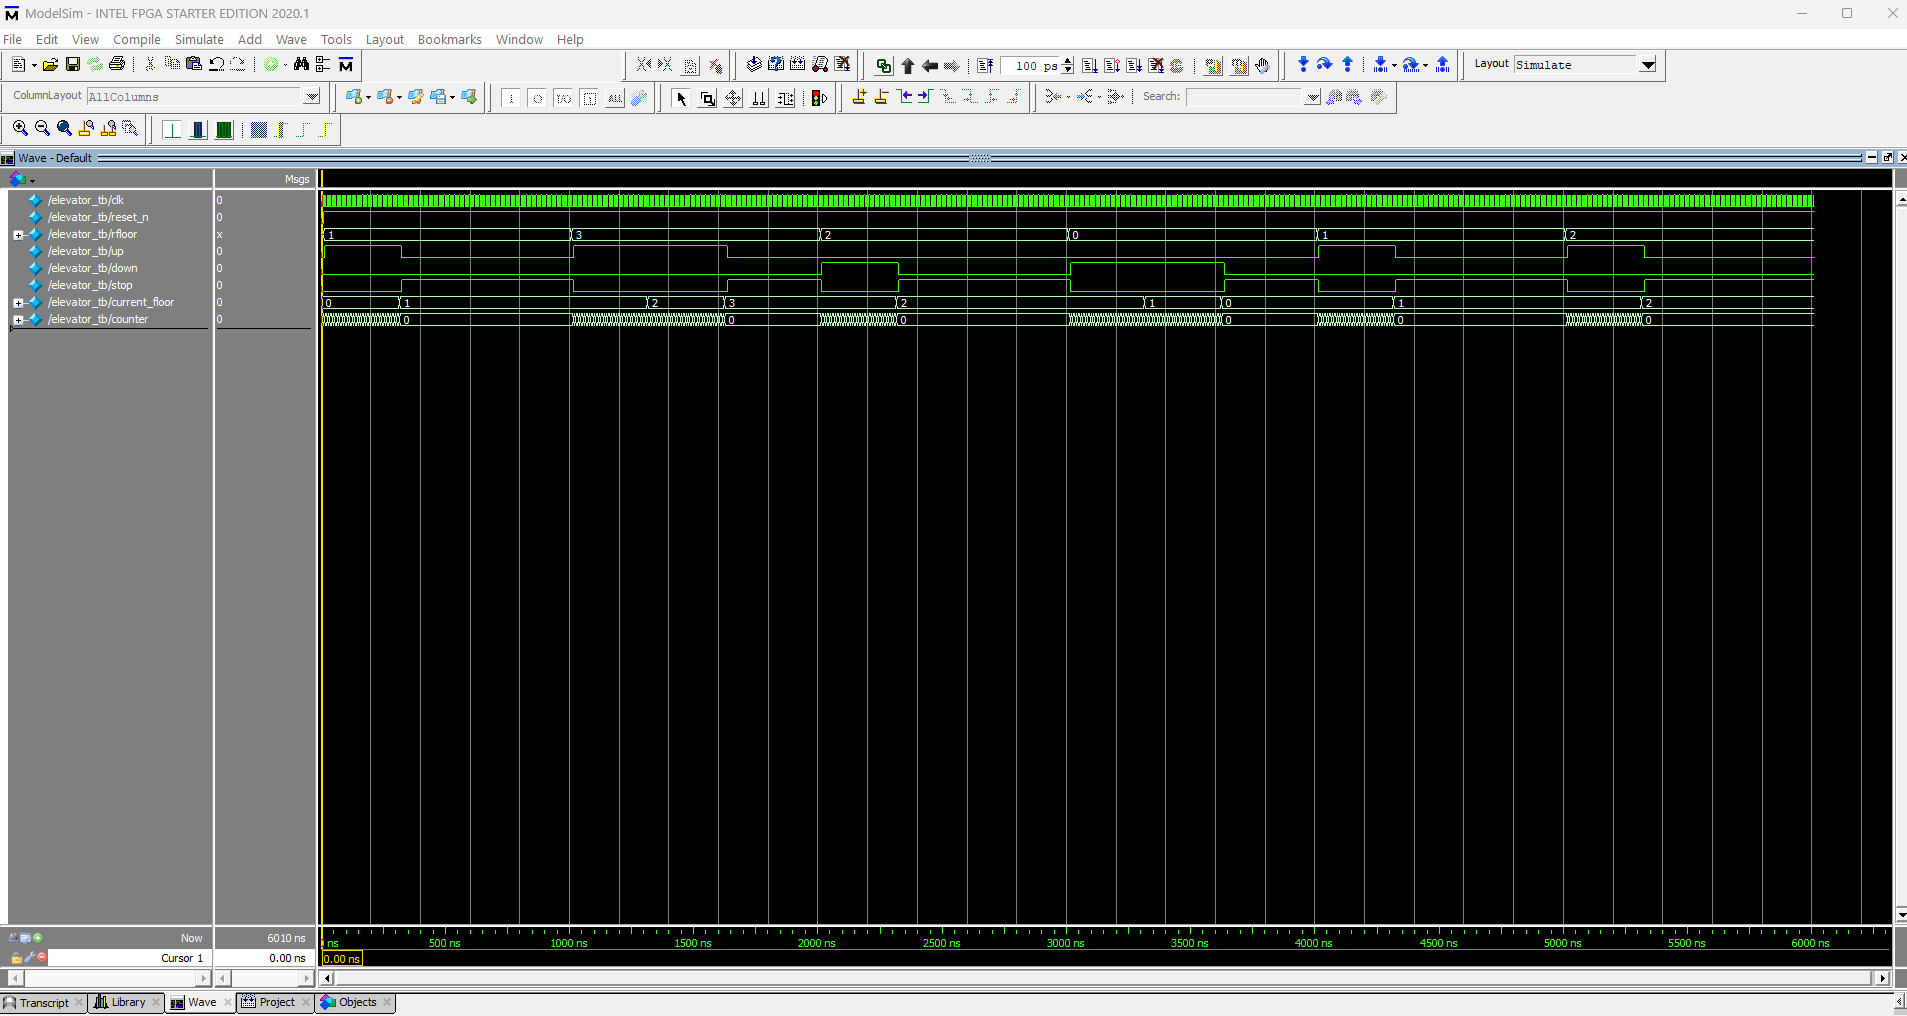 ModelSim - INTEL FPGA STARTER EDITION 2020.1
File Edit View Compile Simulate Add Wave Tools Layout Bookmarks Window Help
100 ps
Layout Simulate
ColumnLayout AllColumns
Search:
Wave - Default
Msgs
/elevator_tb/clk 0
/elevator_tb/reset_n 0
/elevator_tb/rfloor x 1 3 2 0 1 2
/elevator_tb/up 0
/elevator_tb/down 0
/elevator_tb/stop 0
/elevator_tb/current_floor 0 0 1 2 3 2 1 0 1 2
/elevator_tb/counter 0 0 0 0 0 0 0
Now 6010 ns ns 500 ns 1000 ns 1500 ns 2000 ns 2500 ns 3000 ns 3500 ns 4000 ns 4500 ns 5000 ns 5500 ns 6000 ns
Cursor 1 0.00 ns 0.00 ns
Transcript Library Wave Project Objects